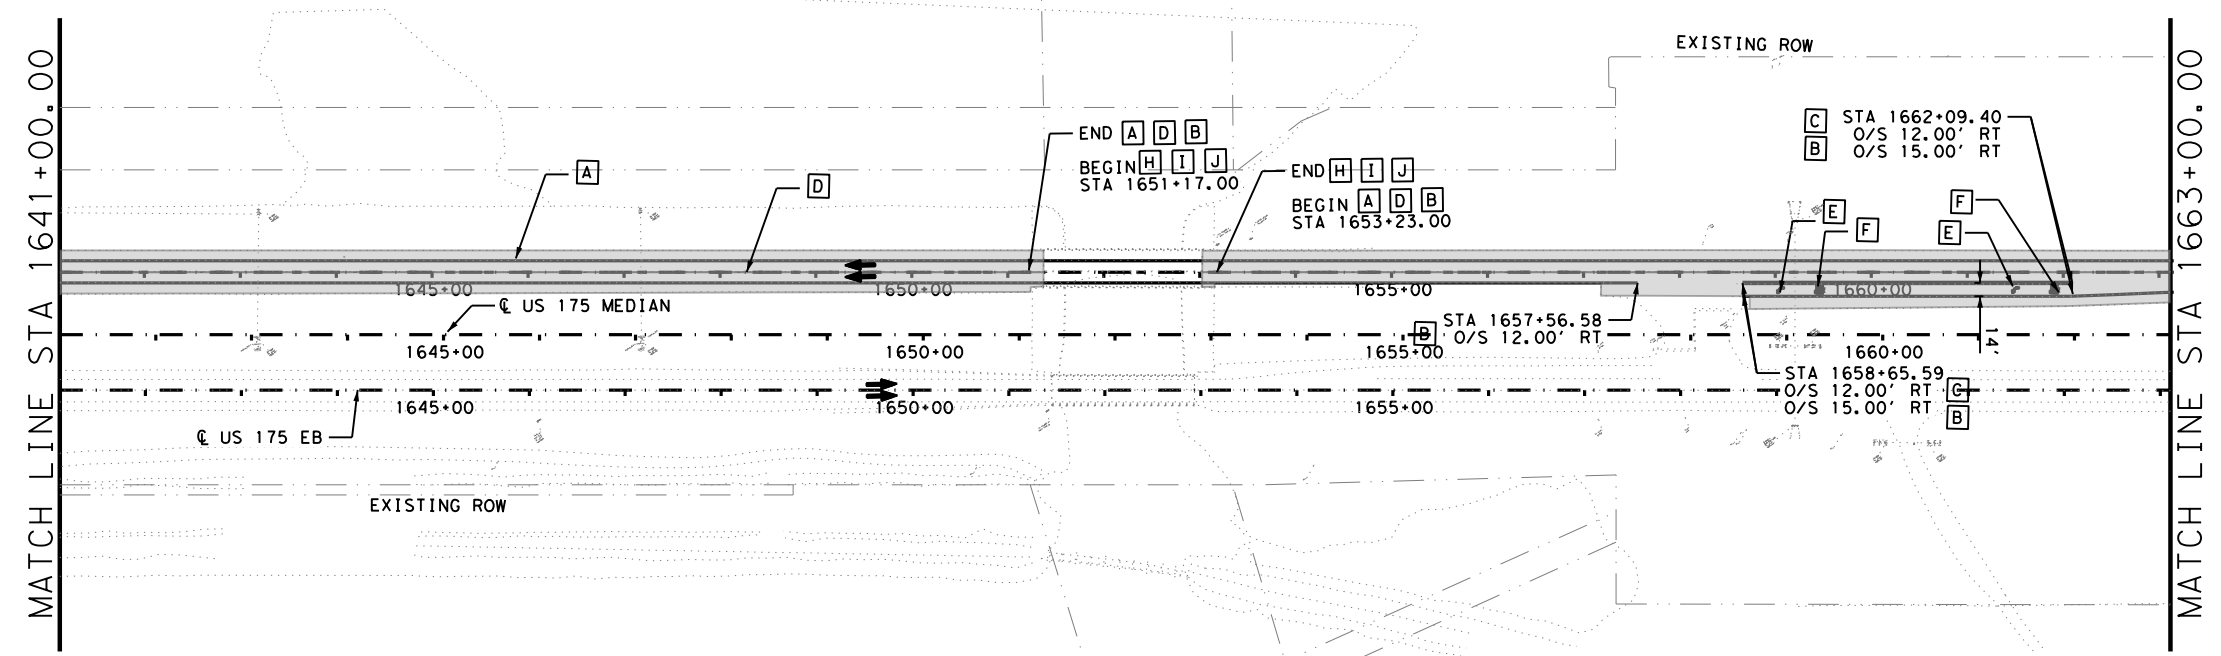 MATCH LINE STA 1641+00.00
EXISTING ROW
C STA 1662+09.40
O/S 12.00' RT
B O/S 15.00' RT
END A D B
BEGIN H I J
STA 1651+17.00
END H I J
BEGIN A D B
STA 1653+23.00
A
D
E
F
F
E
1645+00
1650+00
1655+00
1660+00
℄ US 175 MEDIAN
STA 1657+56.58
B O/S 12.00' RT
14'
1645+00
1650+00
1655+00
1660+00
STA 1658+65.59
O/S 12.00' RT C
O/S 15.00' RT B
1645+00
1650+00
1655+00
℄ US 175 EB
EXISTING ROW
MATCH LINE STA 1663+00.00